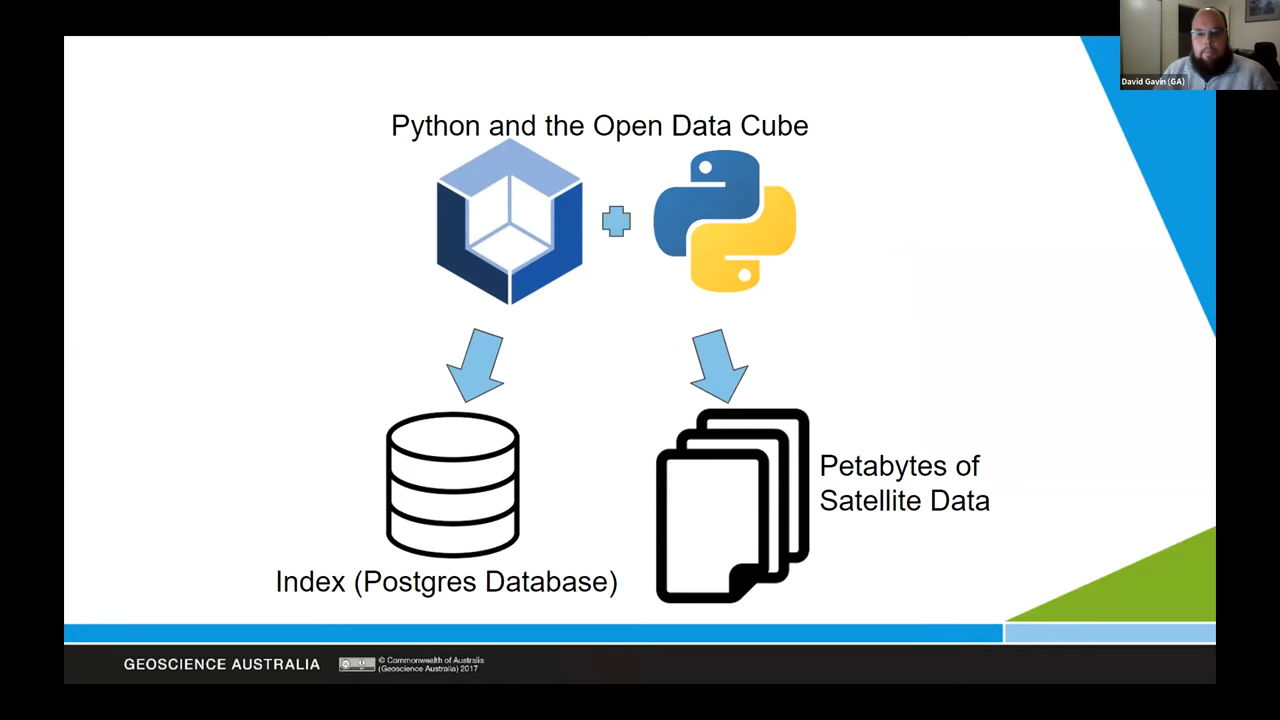 David Gavin (GA)
Python and the Open Data Cube
Petabytes of
Satellite Data
Index (Postgres Database)
GEOSCIENCE AUSTRALIA
© Commonwealth of Australia
(Geoscience Australia) 2017